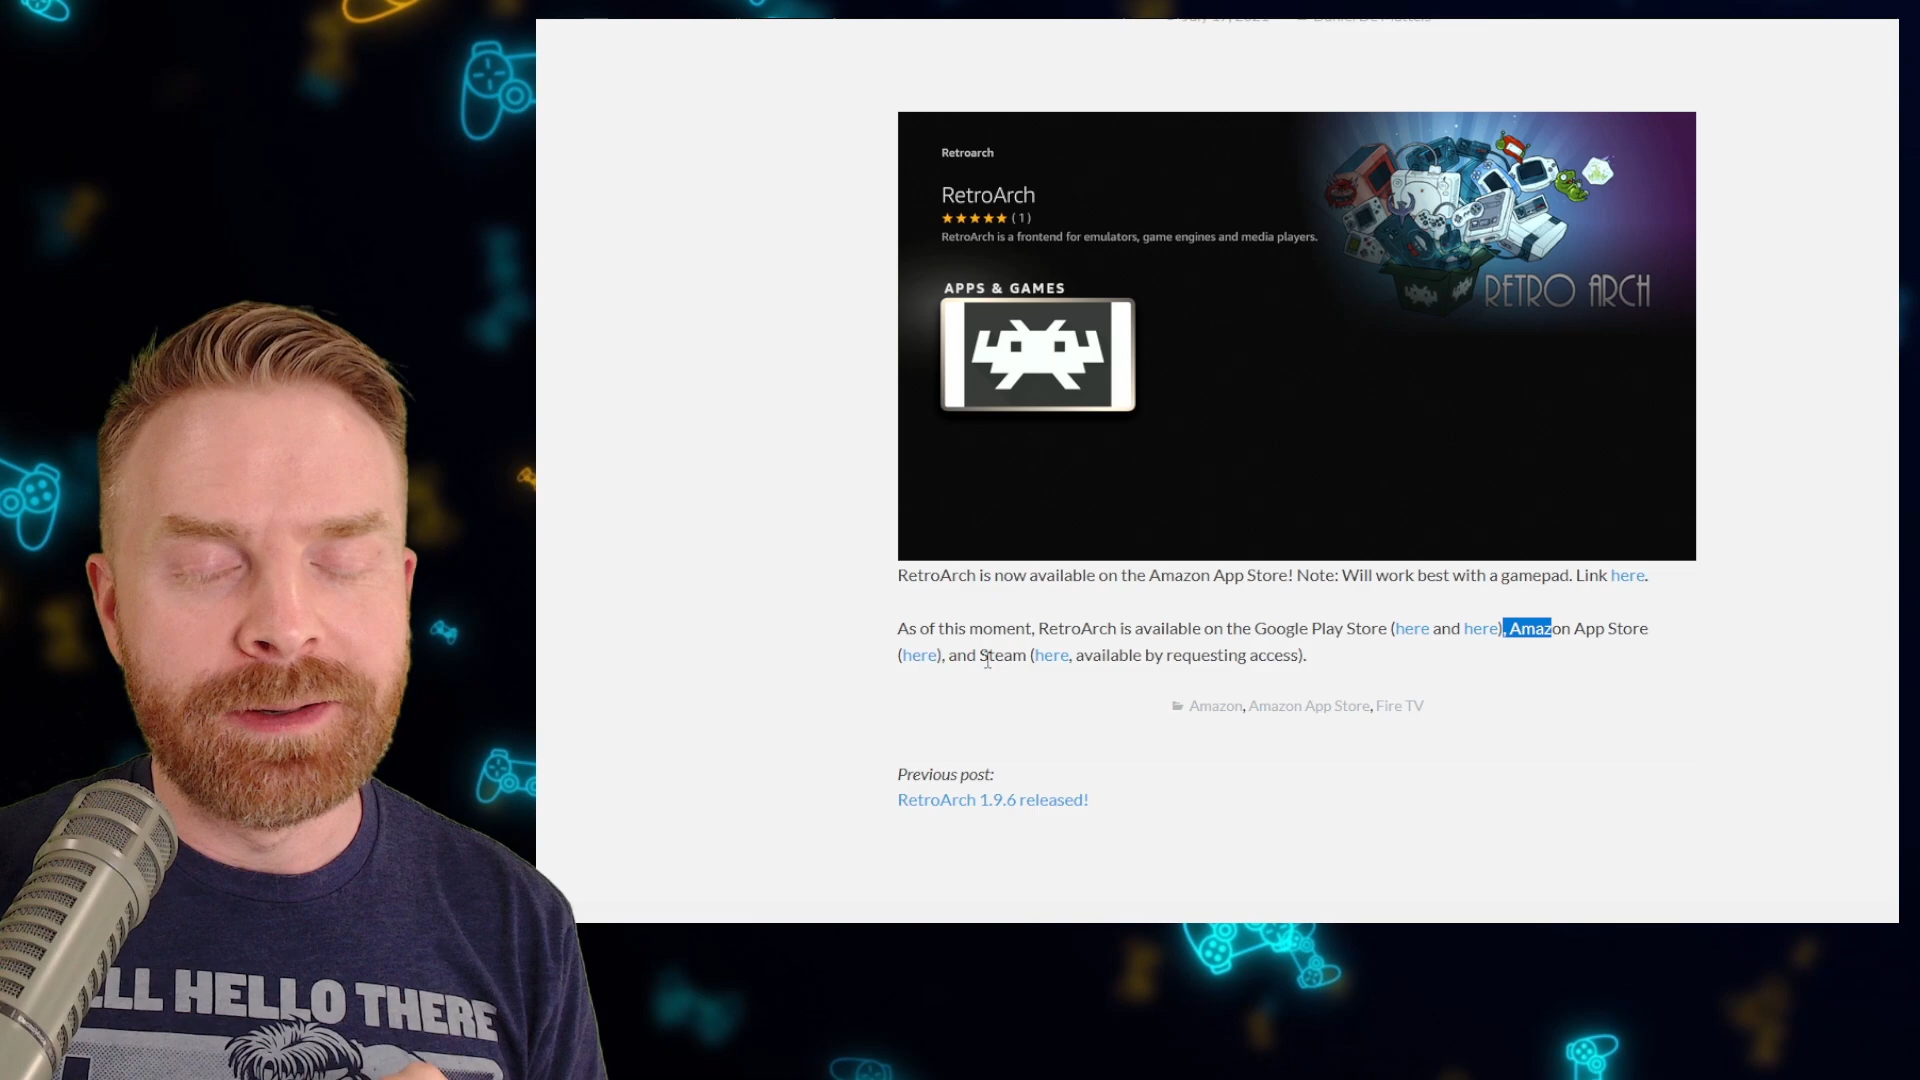 Retroarch
RetroArch
(1)
RetroArch is a frontend for emulators, game engines and media players.
RETRO ARCH
APPS & GAMES
RetroArch is now available on the Amazon App Store! Note: Will work best with a gamepad. Link here.
As of this moment, RetroArch is available on the Google Play Store (here and here), Amazon App Store
(here), and Steam (here, available by requesting access).
Amazon, Amazon App Store, Fire TV
Previous post:
RetroArch 1.9.6 released!
HELLO THERE